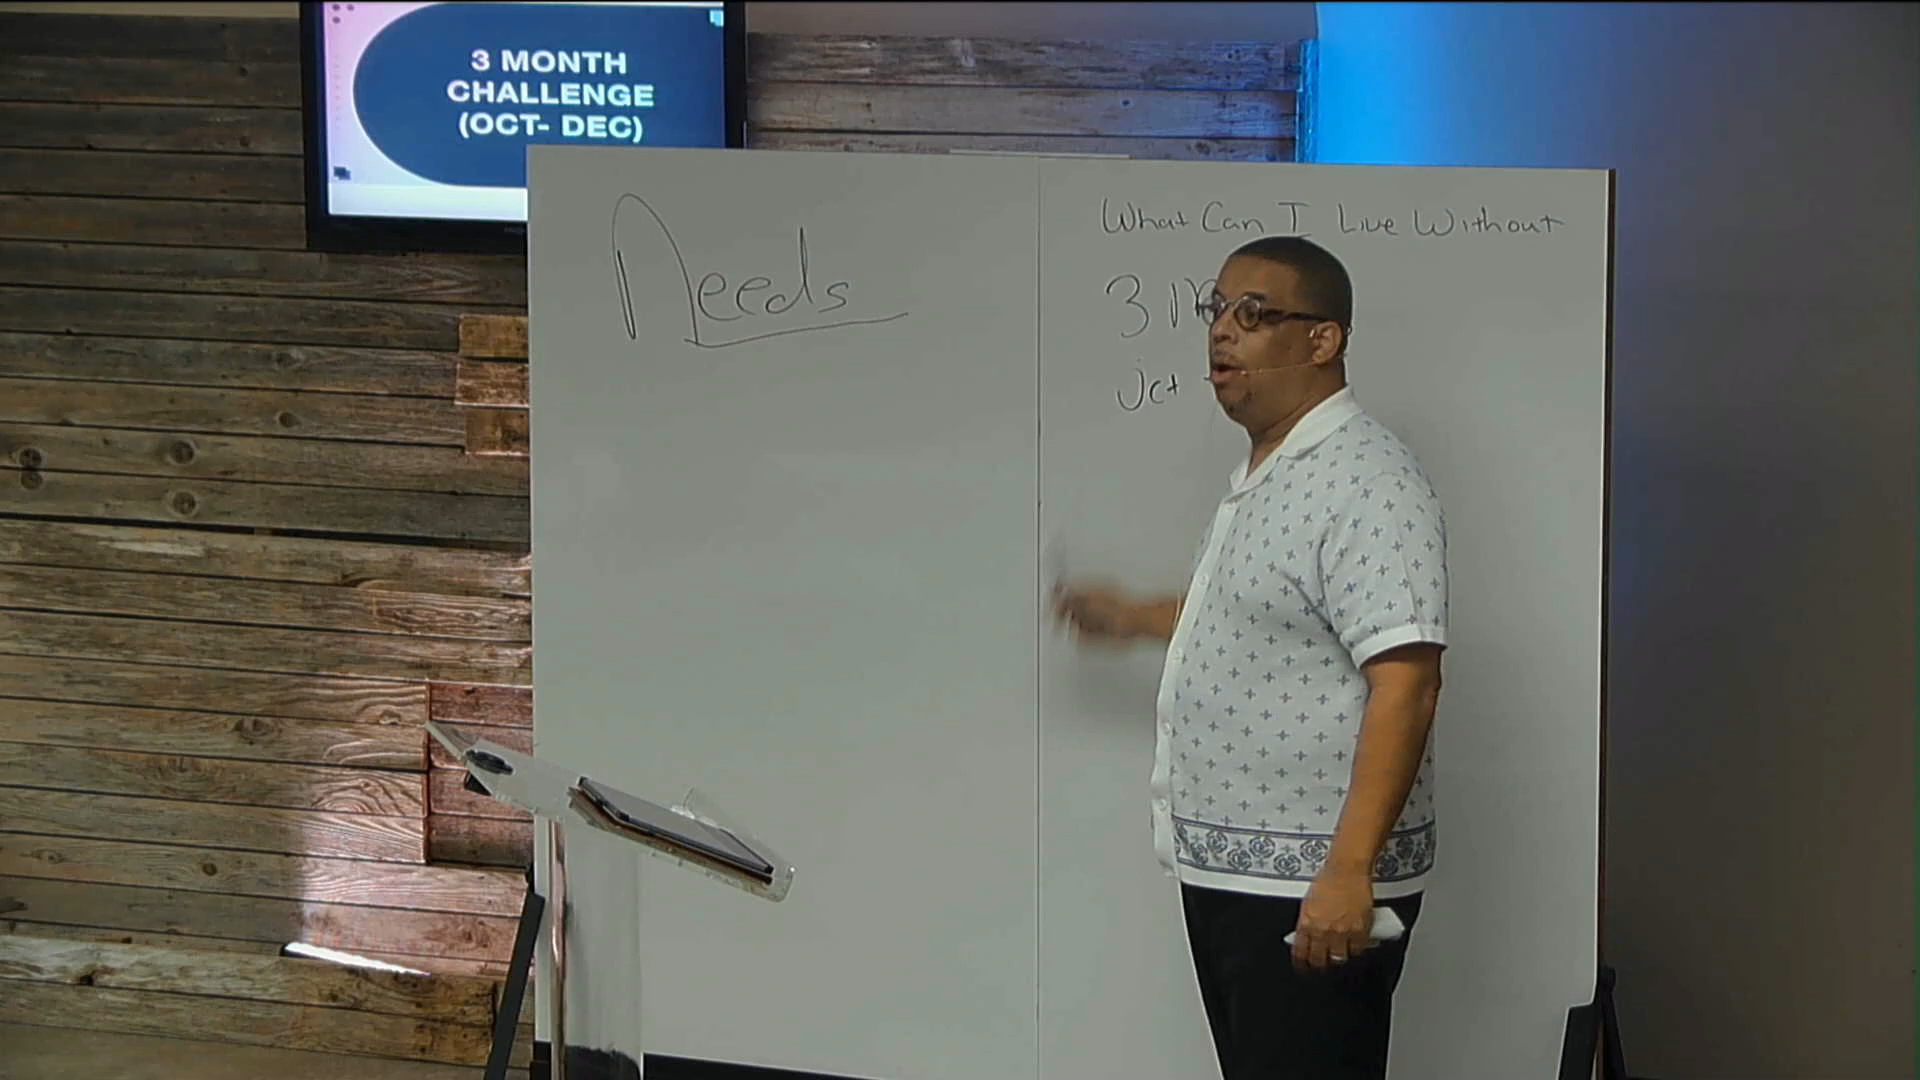 3 MONTH
CHALLENGE
(OCT- DEC)
Needs
What Can I Live Without
3